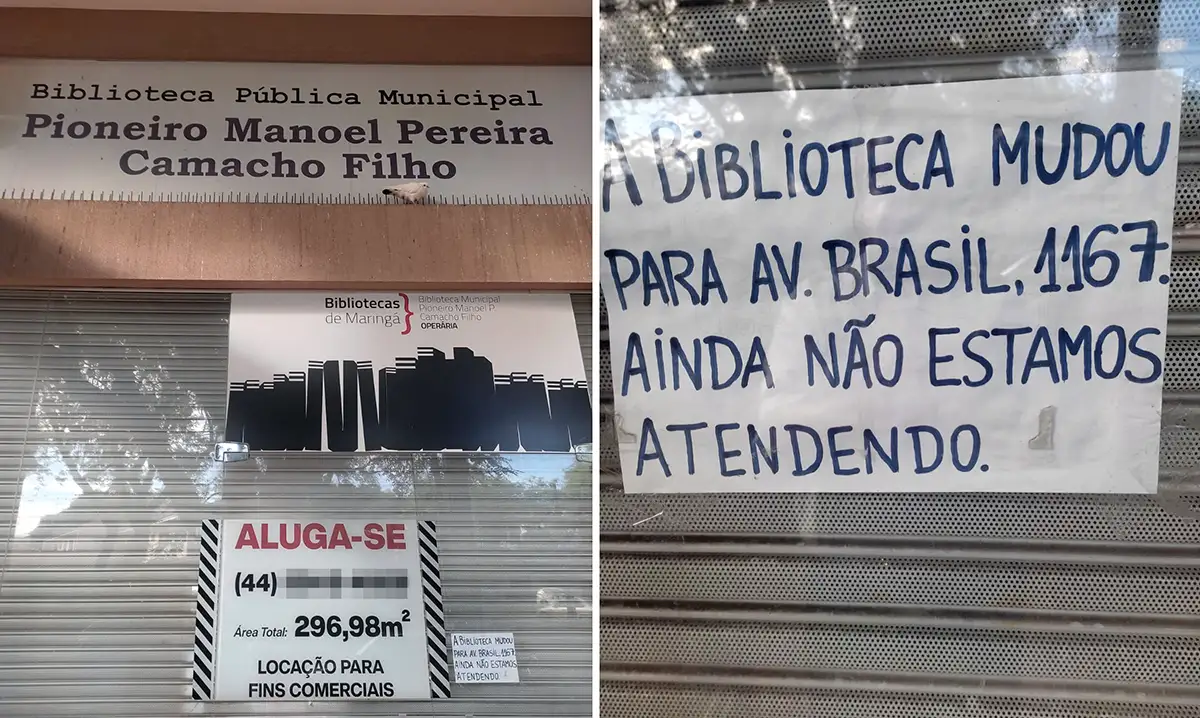 Biblioteca Pública Municipal
Pioneiro Manoel Pereira
Camacho Filho
Bibliotecas
de Maringá
Biblioteca Municipal
Pioneiro Manoel P.
Camacho Filho
OPERÁRIA
ALUGA-SE
(44)
Área Total: 296,98m²
LOCAÇÃO PARA
FINS COMERCIAIS
A BIBLIOTECA MUDOU
PARA AV. BRASIL, 1167.
AINDA NÃO ESTAMOS
ATENDENDO.
A BIBLIOTECA MUDOU
PARA AV. BRASIL, 1167.
AINDA NÃO ESTAMOS
ATENDENDO.